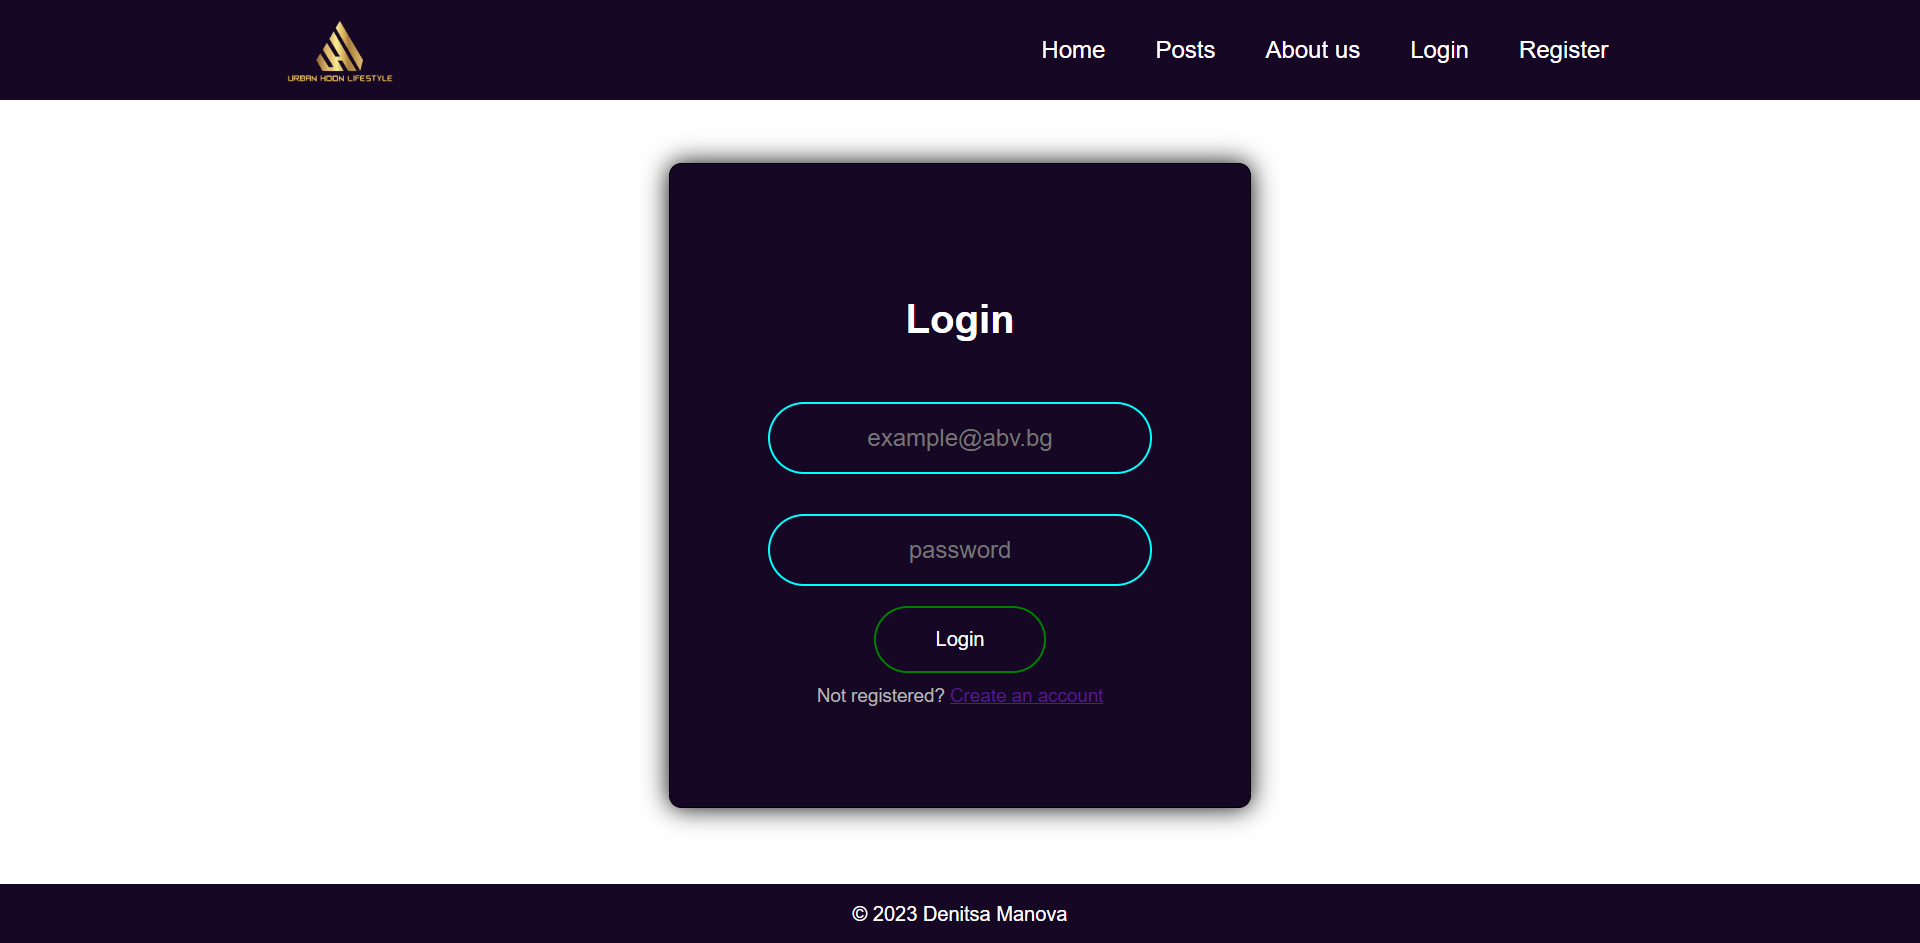 URBAN HOON LIFESTYLE
Home Posts About us Login Register
Login
example@abv.bg
password
Login
Not registered? Create an account
© 2023 Denitsa Manova